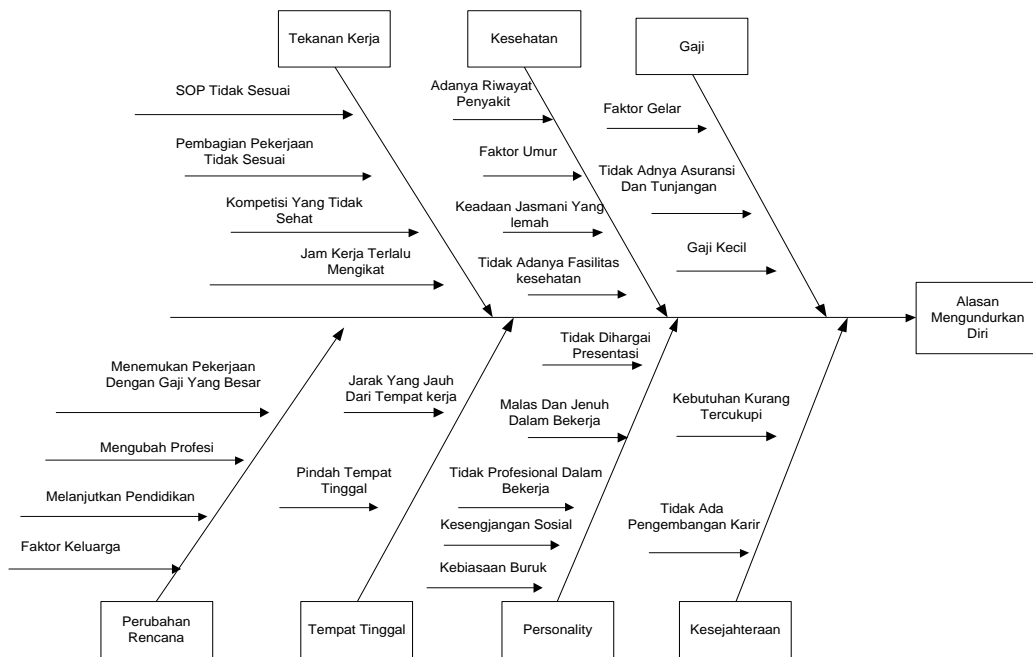 Tekanan Kerja
Kesehatan
Gaji
SOP Tidak Sesuai
Pembagian Pekerjaan
Tidak Sesuai
Kompetisi Yang Tidak
Sehat
Jam Kerja Terlalu
Mengikat
Adanya Riwayat
Penyakit
Faktor Umur
Keadaan Jasmani Yang
lemah
Tidak Adanya Fasilitas
kesehatan
Faktor Gelar
Tidak Adnya Asuransi
Dan Tunjangan
Gaji Kecil
Alasan
Mengundurkan
Diri
Menemukan Pekerjaan
Dengan Gaji Yang Besar
Mengubah Profesi
Melanjutkan Pendidikan
Faktor Keluarga
Jarak Yang Jauh
Dari Tempat kerja
Pindah Tempat
Tinggal
Tidak Dihargai
Presentasi
Malas Dan Jenuh
Dalam Bekerja
Tidak Profesional Dalam
Bekerja
Kesengjangan Sosial
Kebiasaan Buruk
Kebutuhan Kurang
Tercukupi
Tidak Ada
Pengembangan Karir
Perubahan
Rencana
Tempat Tinggal
Personality
Kesejahteraan